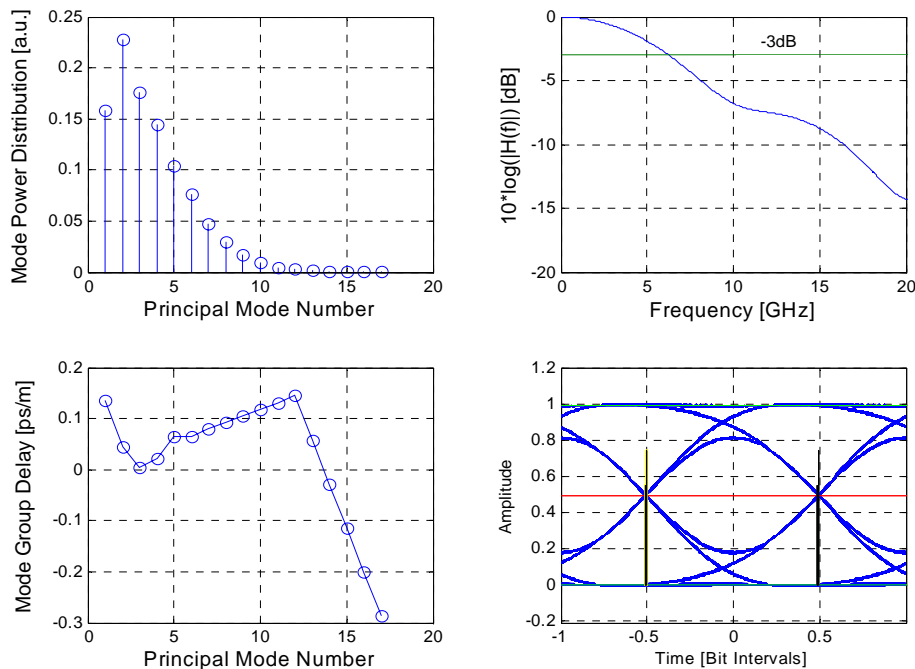 Mode Power Distribution [a.u.]
0.25
0.2
0.15
0.1
0.05
0
0 5 10 15 20
Principal Mode Number
10*log(|H(f)|) [dB]
0
-5
-10
-15
-20
-3dB
0 5 10 15 20
Frequency [GHz]
Mode Group Delay [ps/m]
0.2
0.1
0
-0.1
-0.2
-0.3
0 5 10 15 20
Principal Mode Number
Amplitude
1.2
1
0.8
0.6
0.4
0.2
0
-0.2
-1 -0.5 0 0.5
Time [Bit Intervals]